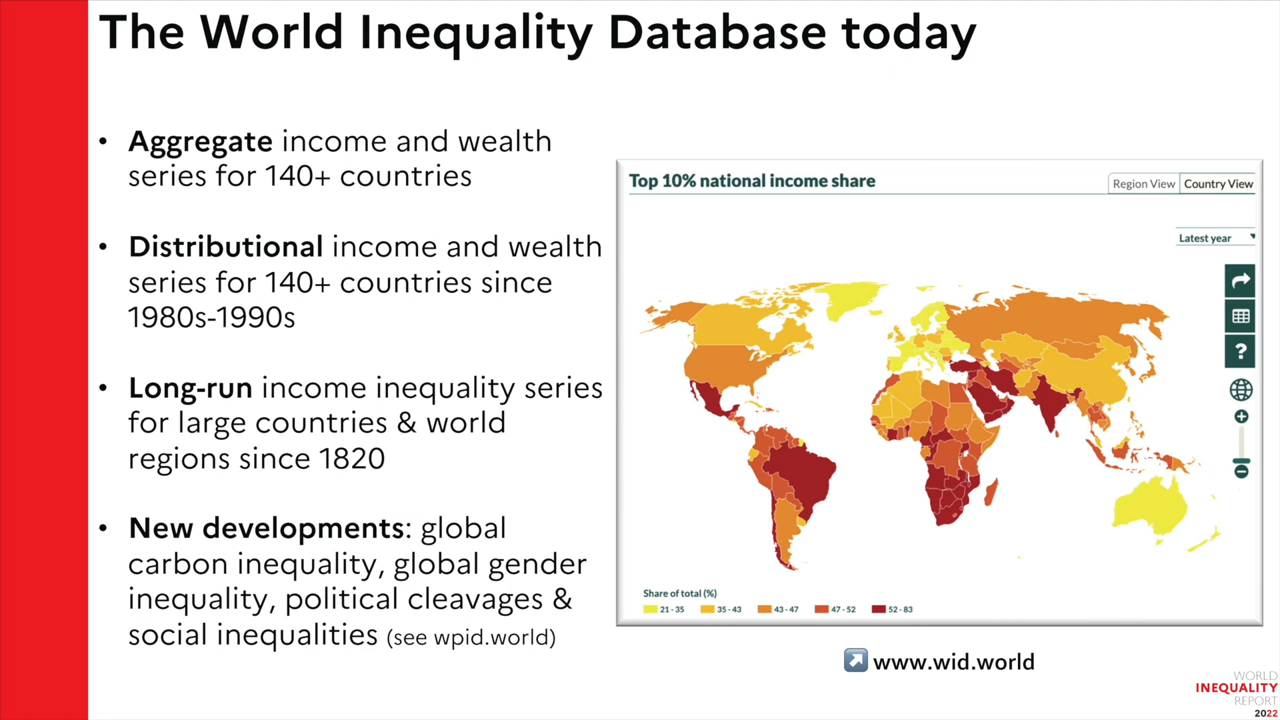 The World Inequality Database today
• Aggregate income and wealth
series for 140+ countries
• Distributional income and wealth
series for 140+ countries since
1980s-1990s
• Long-run income inequality series
for large countries & world
regions since 1820
• New developments: global
carbon inequality, global gender
inequality, political cleavages &
social inequalities (see wpid.world)
Top 10% national income share
Region View Country View
Latest year
?
Share of total (%)
21 - 35 35 - 43 43 - 47 47 - 52 52 - 83
www.wid.world
WORLD
INEQUALITY
REPORT
2022